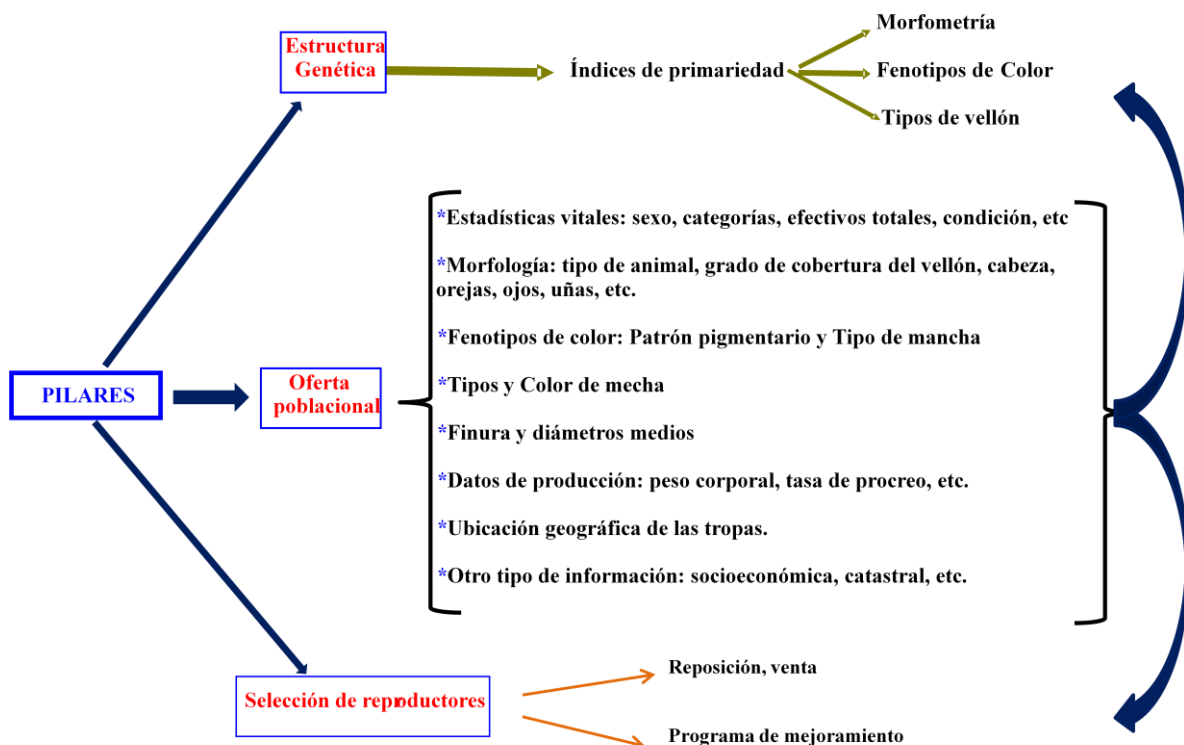 Morfometría
Estructura
Genética
Índices de primariedad
Fenotipos de Color
Tipos de vellón
*Estadísticas vitales: sexo, categorías, efectivos totales, condición, etc
*Morfología: tipo de animal, grado de cobertura del vellón, cabeza,
orejas, ojos, uñas, etc.
*Fenotipos de color: Patrón pigmentario y Tipo de mancha
PILARES
Oferta
poblacional
*Tipos y Color de mecha
*Finura y diámetros medios
*Datos de producción: peso corporal, tasa de procreo, etc.
*Ubicación geográfica de las tropas.
*Otro tipo de información: socioeconómica, catastral, etc.
Selección de reproductores
Reposición, venta
Programa de mejoramiento